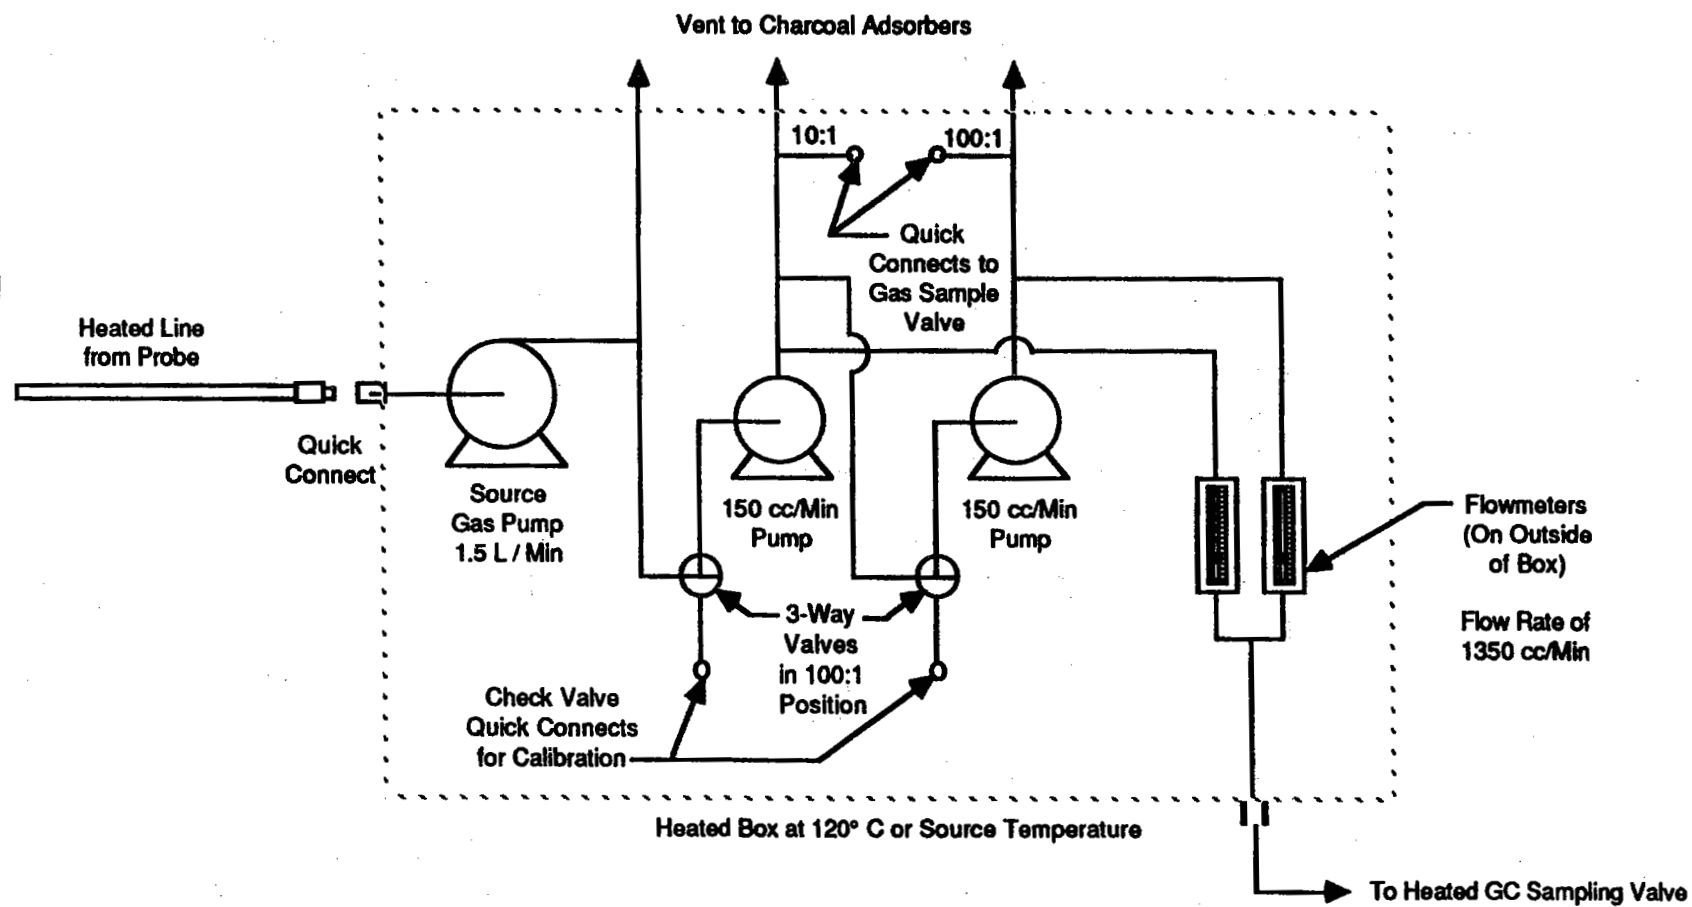 Vent to Charcoal Adsorbers
10:1
100:1
Quick
Connects to
Gas Sample
Valve
Heated Line
from Probe
Quick
Connect
Source
Gas Pump
1.5 L / Min
150 cc/Min
Pump
150 cc/Min
Pump
Flowmeters
(On Outside
of Box)
Flow Rate of
1350 cc/Min
3-Way
Valves
in 100:1
Position
Check Valve
Quick Connects
for Calibration
Heated Box at 120° C or Source Temperature
To Heated GC Sampling Valve